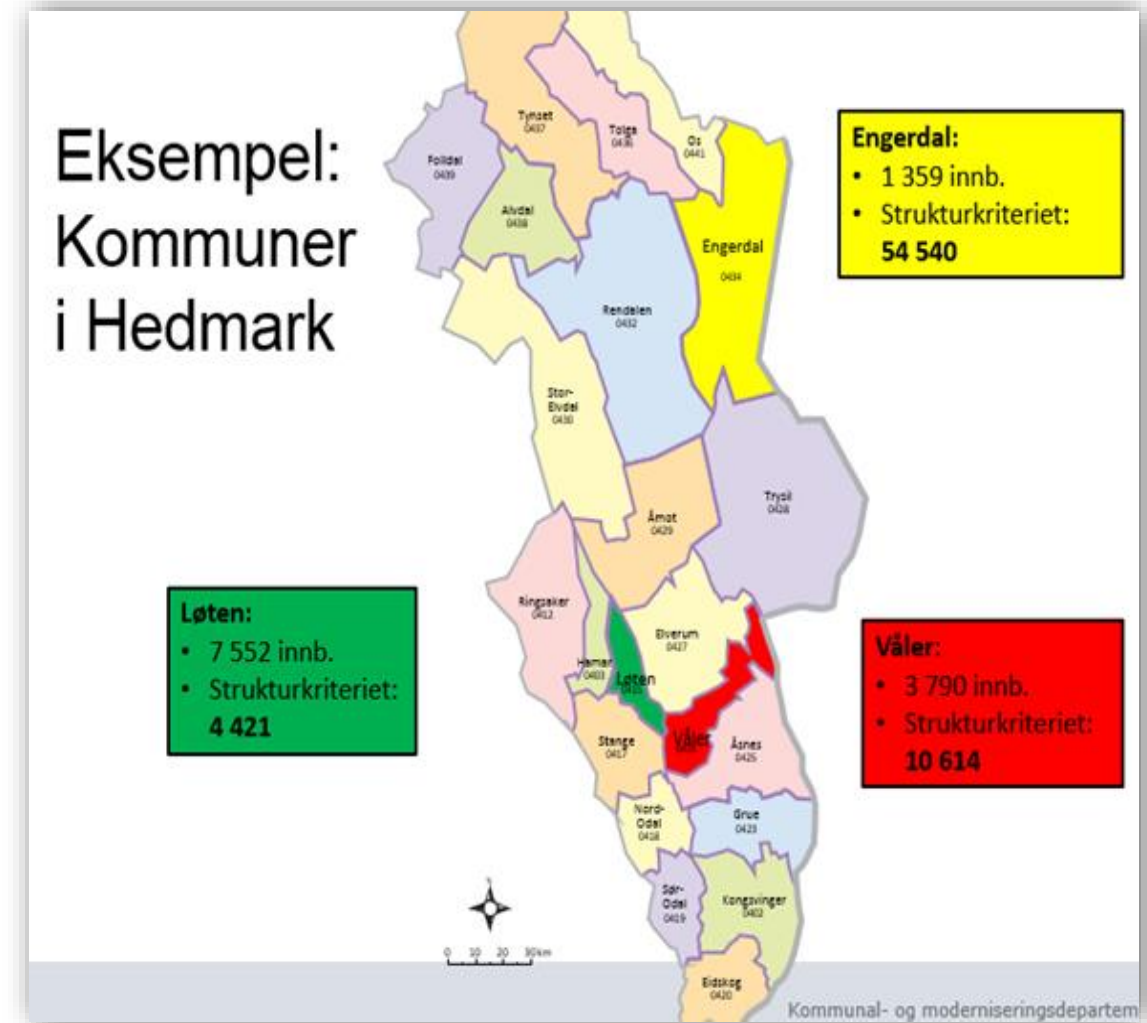 Eksempel:
Kommuner
i Hedmark
Engerdal:
• 1 359 innb.
• Strukturkriteriet:
54 540
Løten:
• 7 552 innb.
• Strukturkriteriet:
4 421
Våler:
• 3 790 innb.
• Strukturkriteriet:
10 614
Tynset
0437
Tolga
0436
Os
0441
Folldal
0439
Alvdal
0438
Engerdal
0434
Rendalen
0432
Stor-
Elvdal
0430
Trysil
0428
Åmot
0429
Ringsaker
0412
Hamar
0403
Løten
Elverum
0427
Våler
Stange
0417
Åsnes
0425
Nord-
Odal
0418
Grue
0423
Sør-
Odal
0419
Kongsvinger
0402
Eidskog
0420
0 10 20 30km
Kommunal- og moderniseringsdepartem